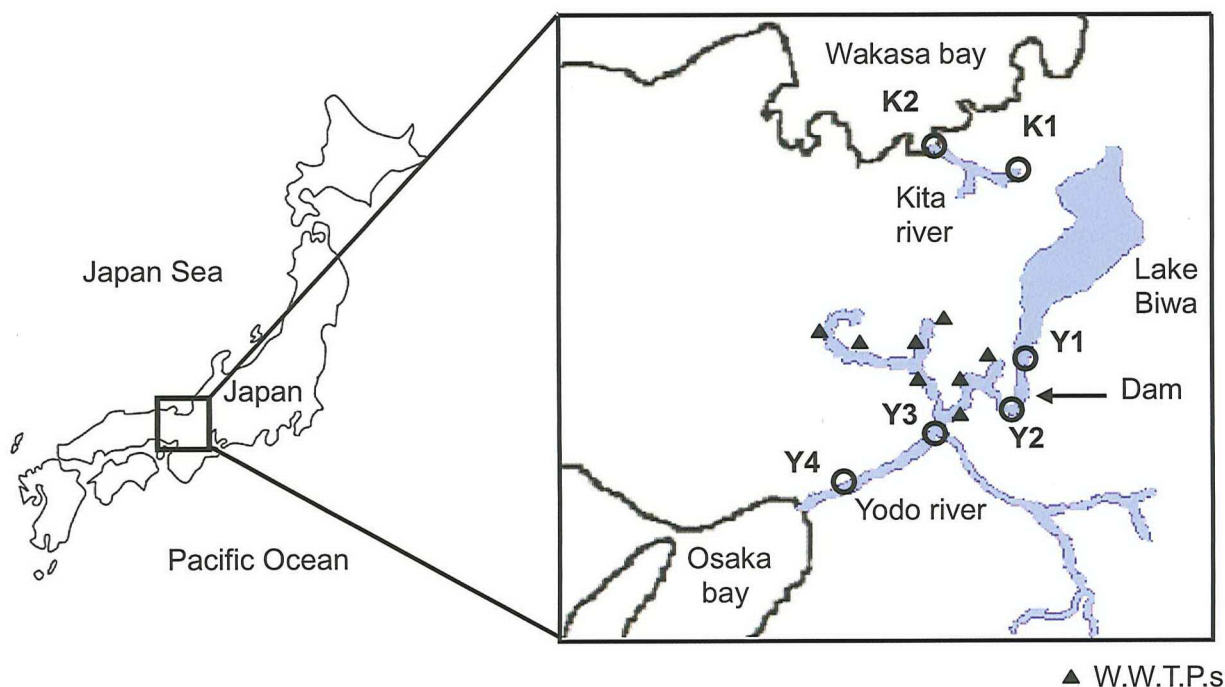 Japan Sea
Japan
Pacific Ocean
Wakasa bay
K2
K1
Kita
river
Lake
Biwa
Y1
Dam
Y3
Y2
Y4
Yodo river
Osaka
bay
▲ W.W.T.P.s